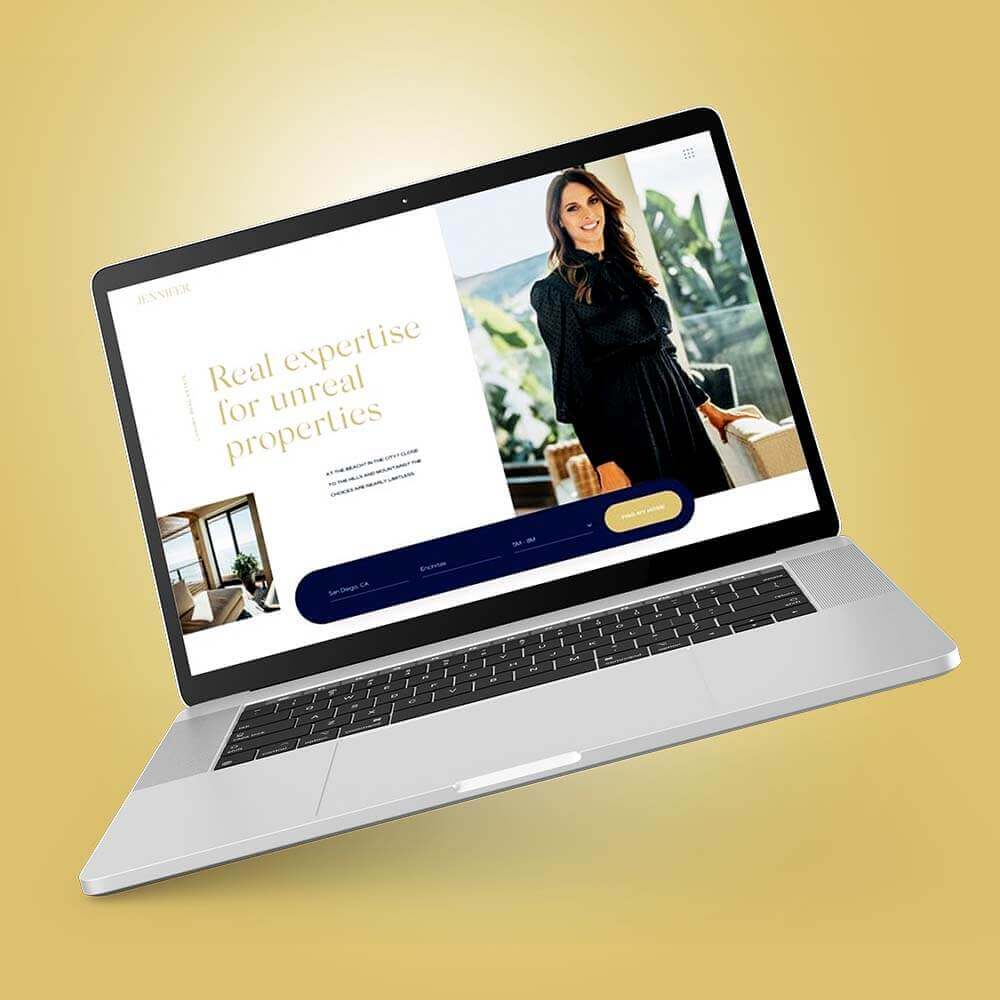 JENNIFER
Real expertise
for unreal
properties
AT THE BEACH? IN THE CITY? CLOSE
TO THE HILLS AND MOUNTAINS? THE
CHOICES ARE NEARLY LIMITLESS.
San Diego, CA
Encinitas
5M - 8M
FIND MY HOME